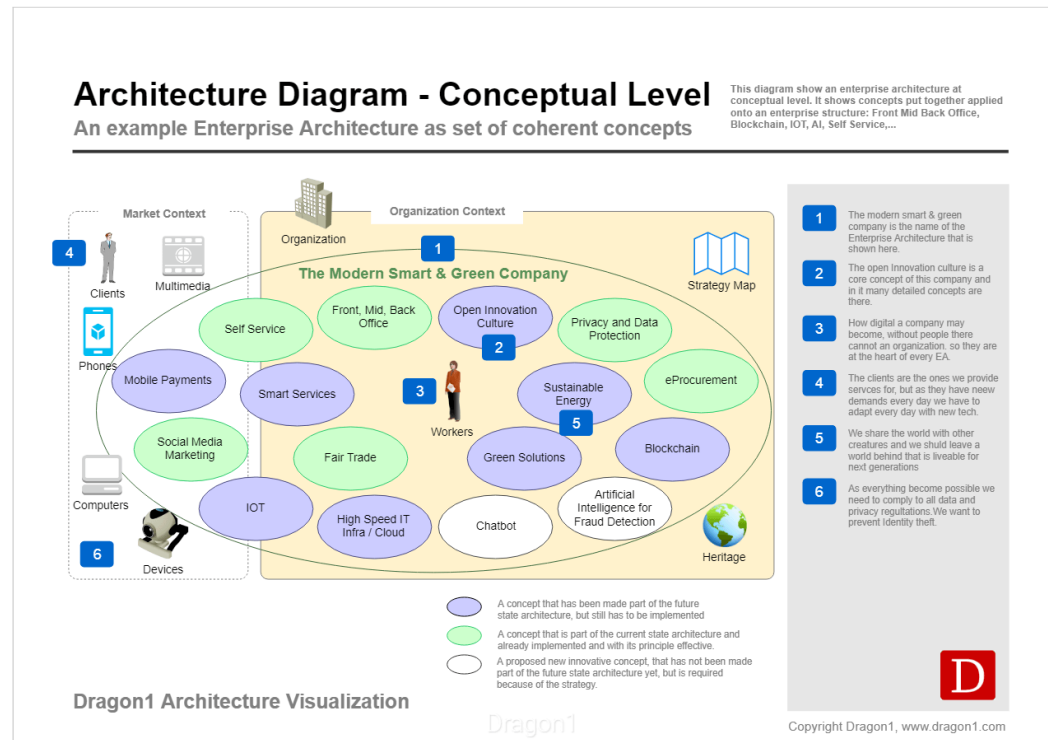 Architecture Diagram - Conceptual Level
An example Enterprise Architecture as set of coherent concepts
This diagram show an enterprise architecture at
conceptual level. It shows concepts put together applied
onto an enterprise structure: Front Mid Back Office,
Blockchain, IOT, AI, Self Service,...
Market Context
Organization Context
Organization
4
Clients
Multimedia
1
The Modern Smart & Green Company
Strategy Map
Phones
Self Service
Front, Mid, Back
Office
Open Innovation
Culture
2
Privacy and Data
Protection
Mobile Payments
Smart Services
3
Workers
Sustainable
Energy
5
eProcurement
Social Media
Marketing
Fair Trade
Green Solutions
Blockchain
Computers
IOT
High Speed IT
Infra / Cloud
Chatbot
Artificial
Intelligence for
Fraud Detection
6
Devices
Heritage
1
The modern smart & green
company is the name of the
Enterprise Architecture that is
shown here.
2
The open Innovation culture is a
core concept of this company and
in it many detailed concepts are
there.
3
How digital a company may
become, without people there
cannot an organization. so they are
at the heart of every EA.
4
The clients are the ones we provide
servces for, but as they have neew
demands every day we have to
adapt every day with new tech.
5
We share the world with other
creatures and we shuld leave a
world behind that is liveable for
next generations
6
As everything become possible we
need to comply to all data and
privacy regultations.We want to
prevent Identity theft.
A concept that has been made part of the future
state architecture, but still has to be implemented
A concept that is part of the current state architecture and
already implemented and with its principle effective.
A proposed new innovative concept, that has not been made
part of the future state architecture yet, but is required
because of the strategy.
Dragon1 Architecture Visualization
Dragon1
D
Copyright Dragon1, www.dragon1.com